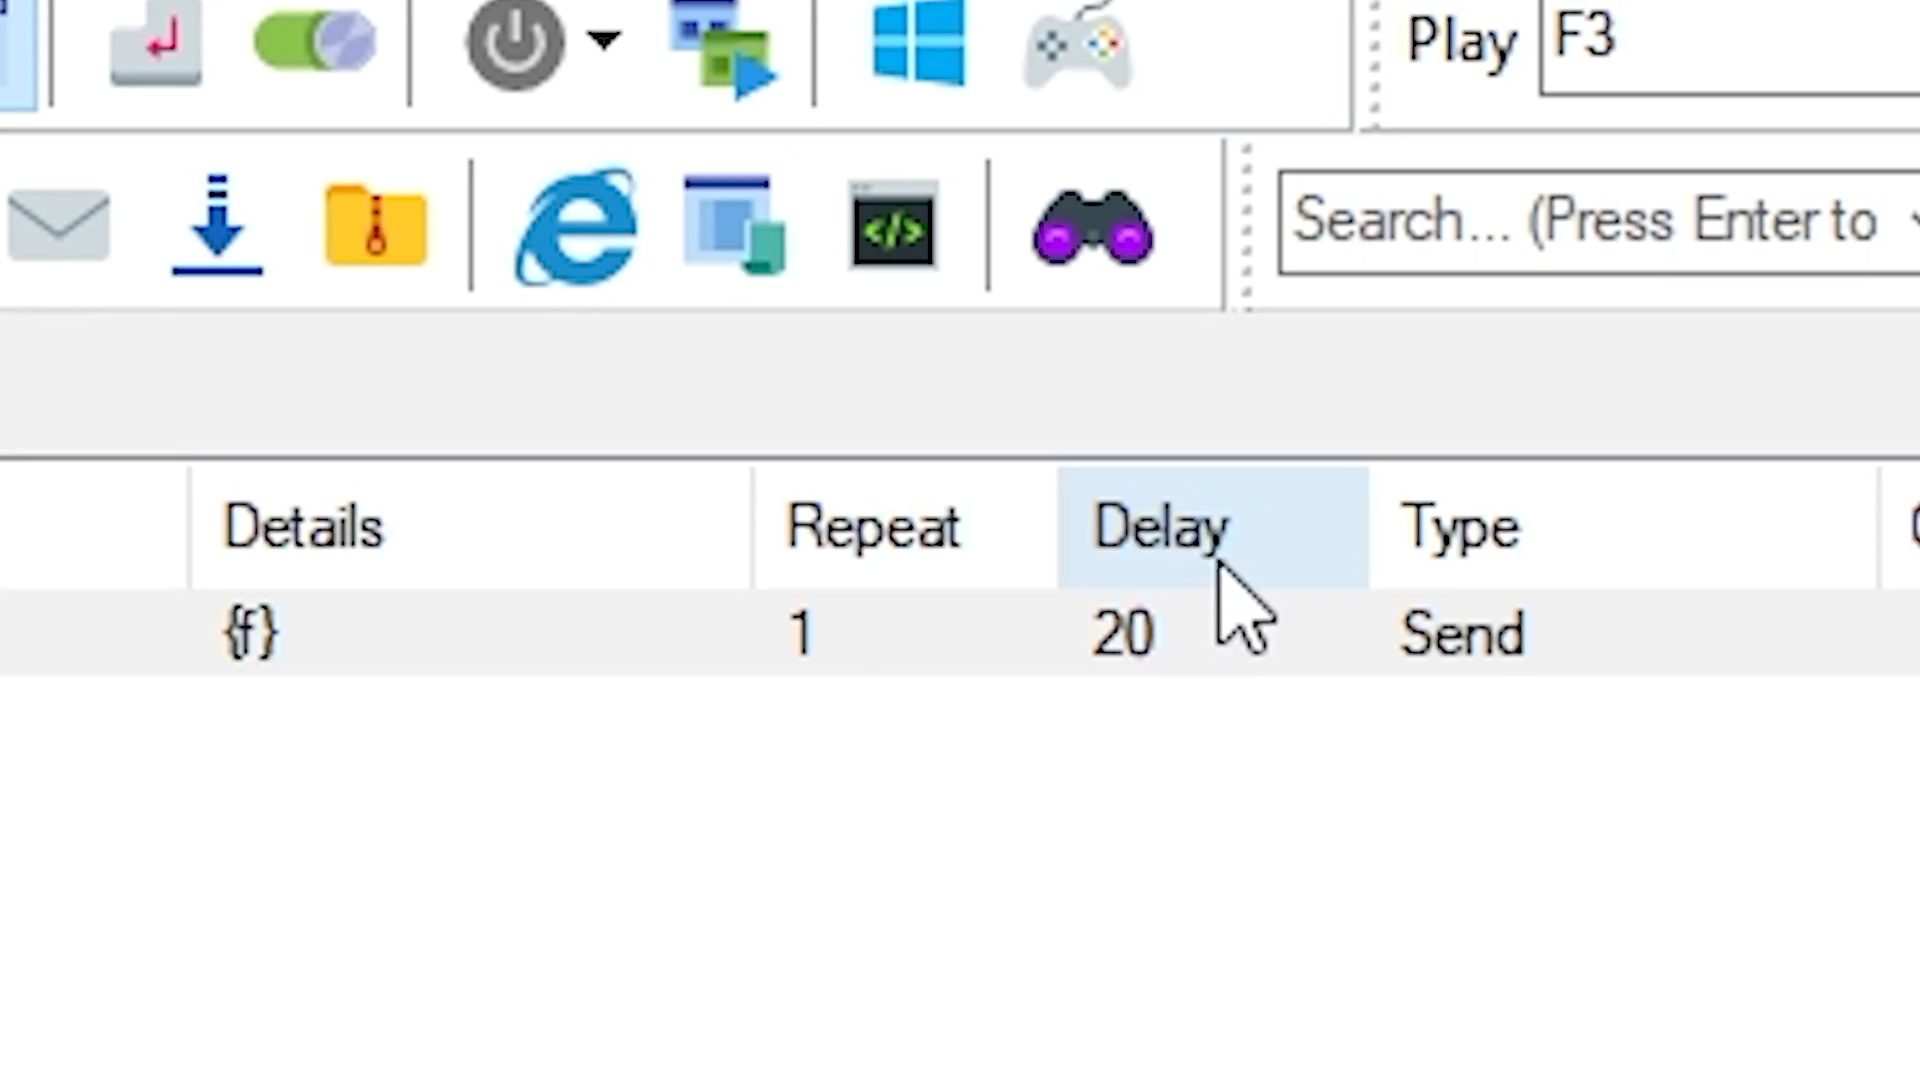 Play F3
Search... (Press Enter to
Details Repeat Delay Type
{f} 1 20 Send